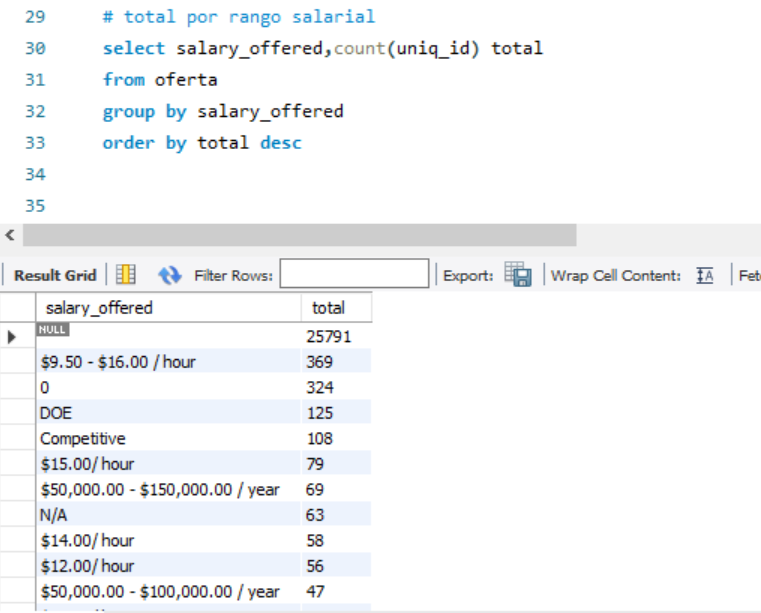 29 # total por rango salarial
30 select salary_offered,count(uniq_id) total
31 from oferta
32 group by salary_offered
33 order by total desc
34
35
Result Grid Filter Rows: Export: Wrap Cell Content: Fet
salary_offered total
NULL 25791
$9.50 - $16.00 / hour 369
0 324
DOE 125
Competitive 108
$15.00/ hour 79
$50,000.00 - $150,000.00 / year 69
N/A 63
$14.00/ hour 58
$12.00/ hour 56
$50,000.00 - $100,000.00 / year 47